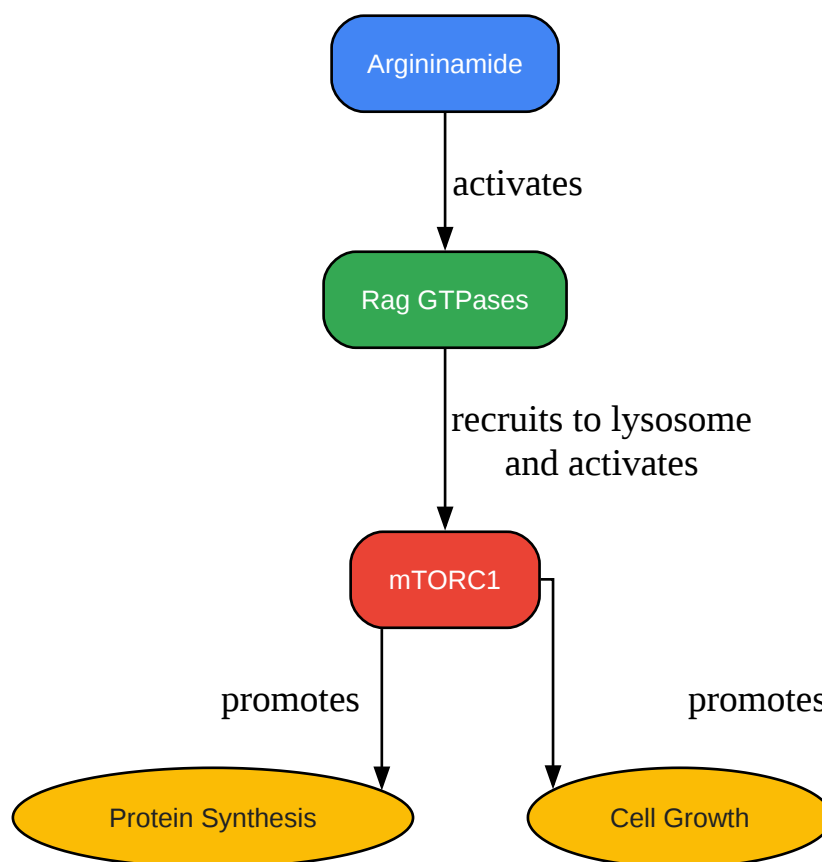 Argininamide
activates
Rag GTPases
recruits to lysosome
and activates
mTORC1
promotes
promotes
Protein Synthesis
Cell Growth